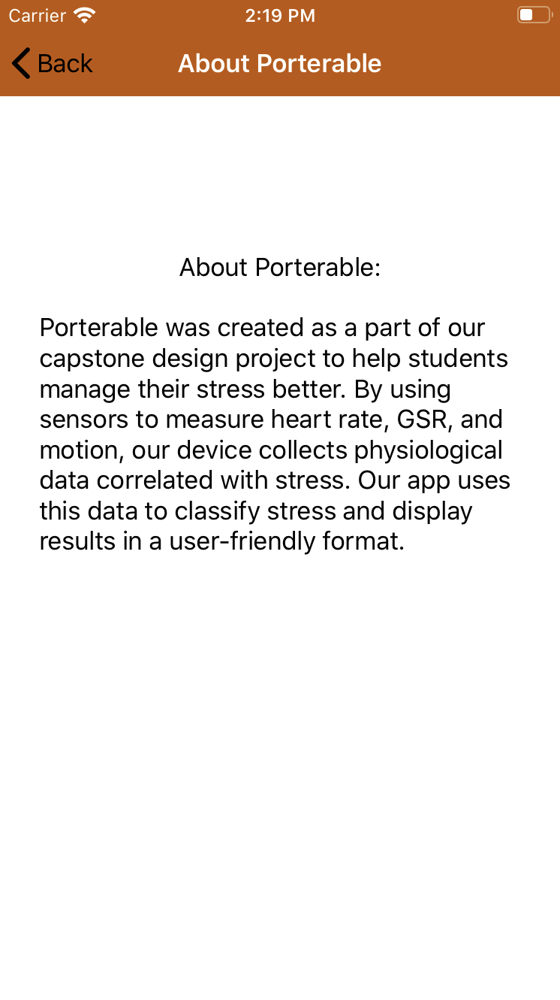 Carrier 2:19 PM
Back About Porterable
About Porterable:
Porterable was created as a part of our
capstone design project to help students
manage their stress better. By using
sensors to measure heart rate, GSR, and
motion, our device collects physiological
data correlated with stress. Our app uses
this data to classify stress and display
results in a user-friendly format.